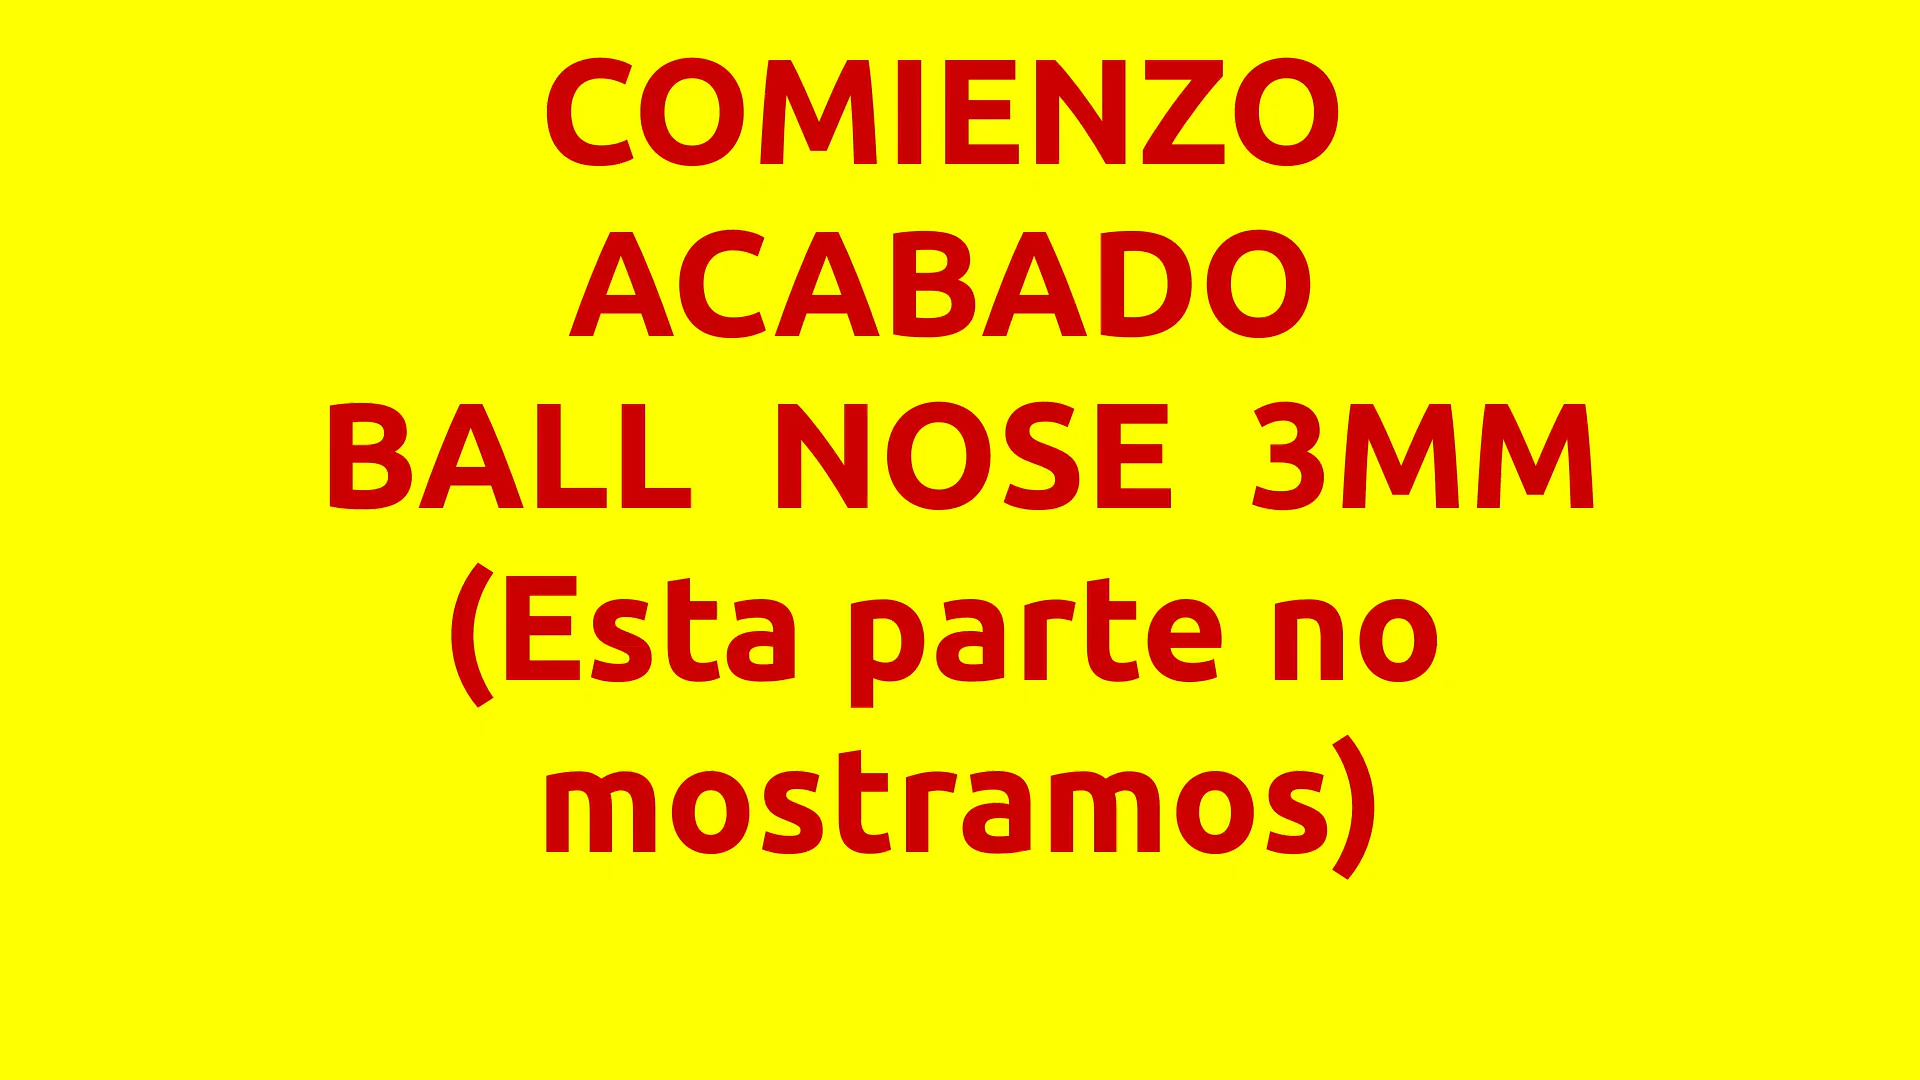 COMIENZO
ACABADO
BALL NOSE 3MM
(Esta parte no
mostramos)